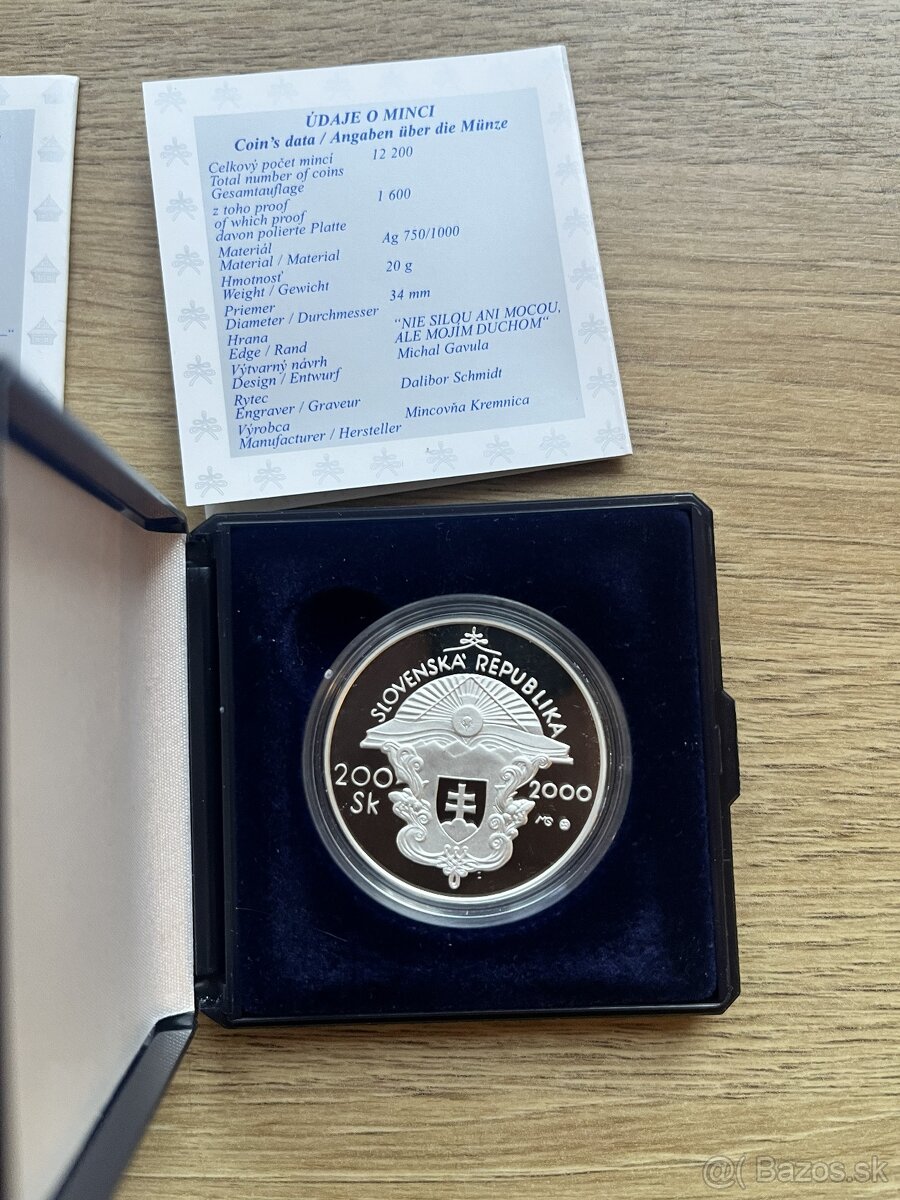 ÚDAJE O MINCI
Coin's data / Angaben über die Münze
Celkový počet mincí 12 200
Total number of coins
Gesamtauflage
z toho proof 1 600
of which proof
davon polierte Platte
Materiál Ag 750/1000
Material / Material
Hmotnosť 20 g
Weight / Gewicht
Priemer 34 mm
Diameter / Durchmesser
Hrana "NIE SILOU ANI MOCOU,
Edge / Rand ALE MOJÍM DUCHOM"
Výtvarný návrh Michal Gavula
Design / Entwurf
Rytec Dalibor Schmidt
Engraver / Graveur
Výroba Mincovňa Kremnica
Manufacturer / Hersteller
SLOVENSKÁ REPUBLIKA
200 Sk
2000
MG
@( Bazos.sk